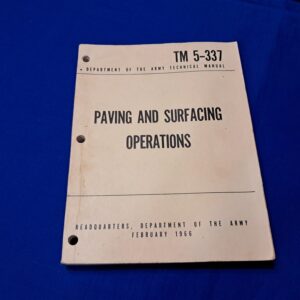 TM 5-337
DEPARTMENT OF THE ARMY TECHNICAL MANUAL
PAVING AND SURFACING
OPERATIONS
HEADQUARTERS, DEPARTMENT OF THE ARMY
FEBRUARY 1966